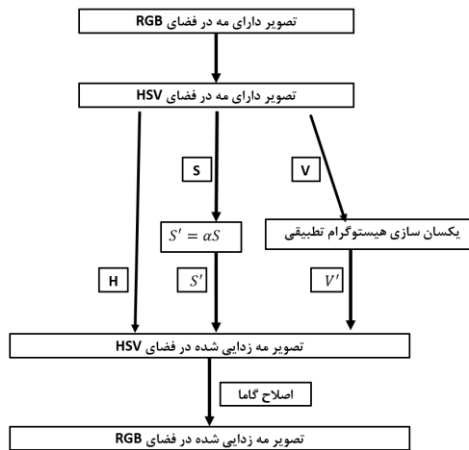 تصویر دارای مه در فضای RGB
تصویر دارای مه در فضای HSV
S
V
S′ = αS
یکسان سازی هیستوگرام تطبیقی
H
S′
V′
تصویر مه زدایی شده در فضای HSV
اصلاح گاما
تصویر مه زدایی شده در فضای RGB